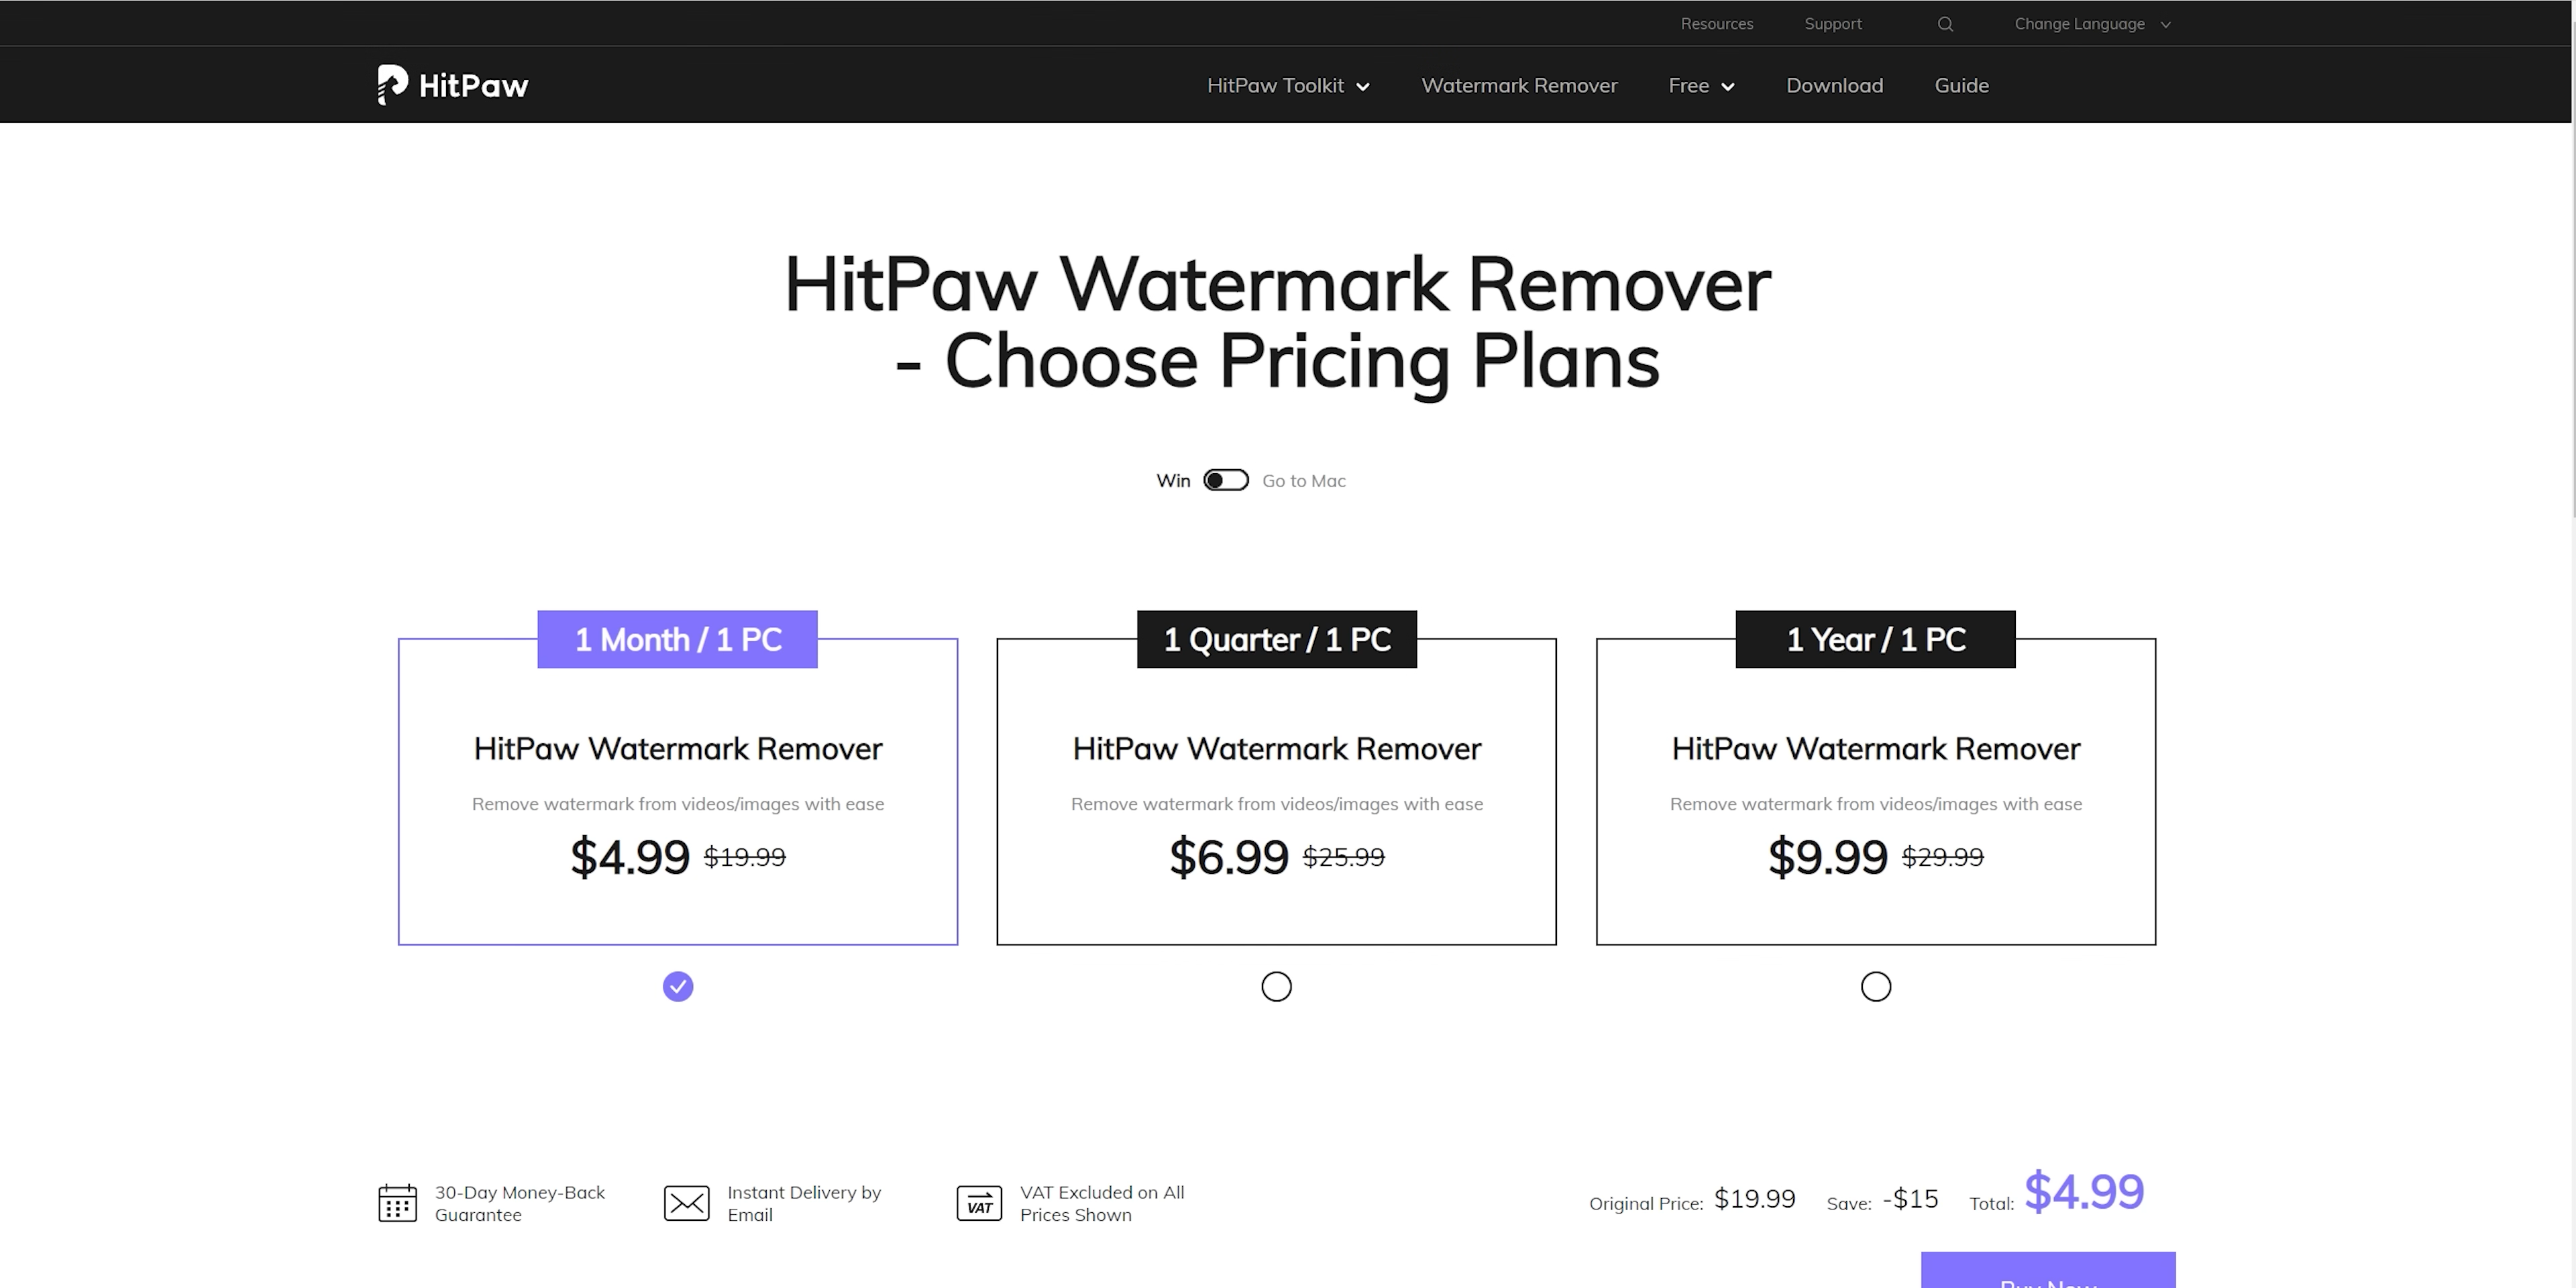 Resources Support Change Language
HitPaw HitPaw Toolkit Watermark Remover Free Download Guide
HitPaw Watermark Remover
- Choose Pricing Plans
Win Go to Mac
1 Month / 1 PC
HitPaw Watermark Remover
Remove watermark from videos/images with ease
$4.99 $19.99
1 Quarter / 1 PC
HitPaw Watermark Remover
Remove watermark from videos/images with ease
$6.99 $25.99
1 Year / 1 PC
HitPaw Watermark Remover
Remove watermark from videos/images with ease
$9.99 $29.99
30-Day Money-Back
Guarantee
Instant Delivery by
Email
VAT
VAT Excluded on All
Prices Shown
Original Price: $19.99 Save: -$15 Total: $4.99
Buy Now